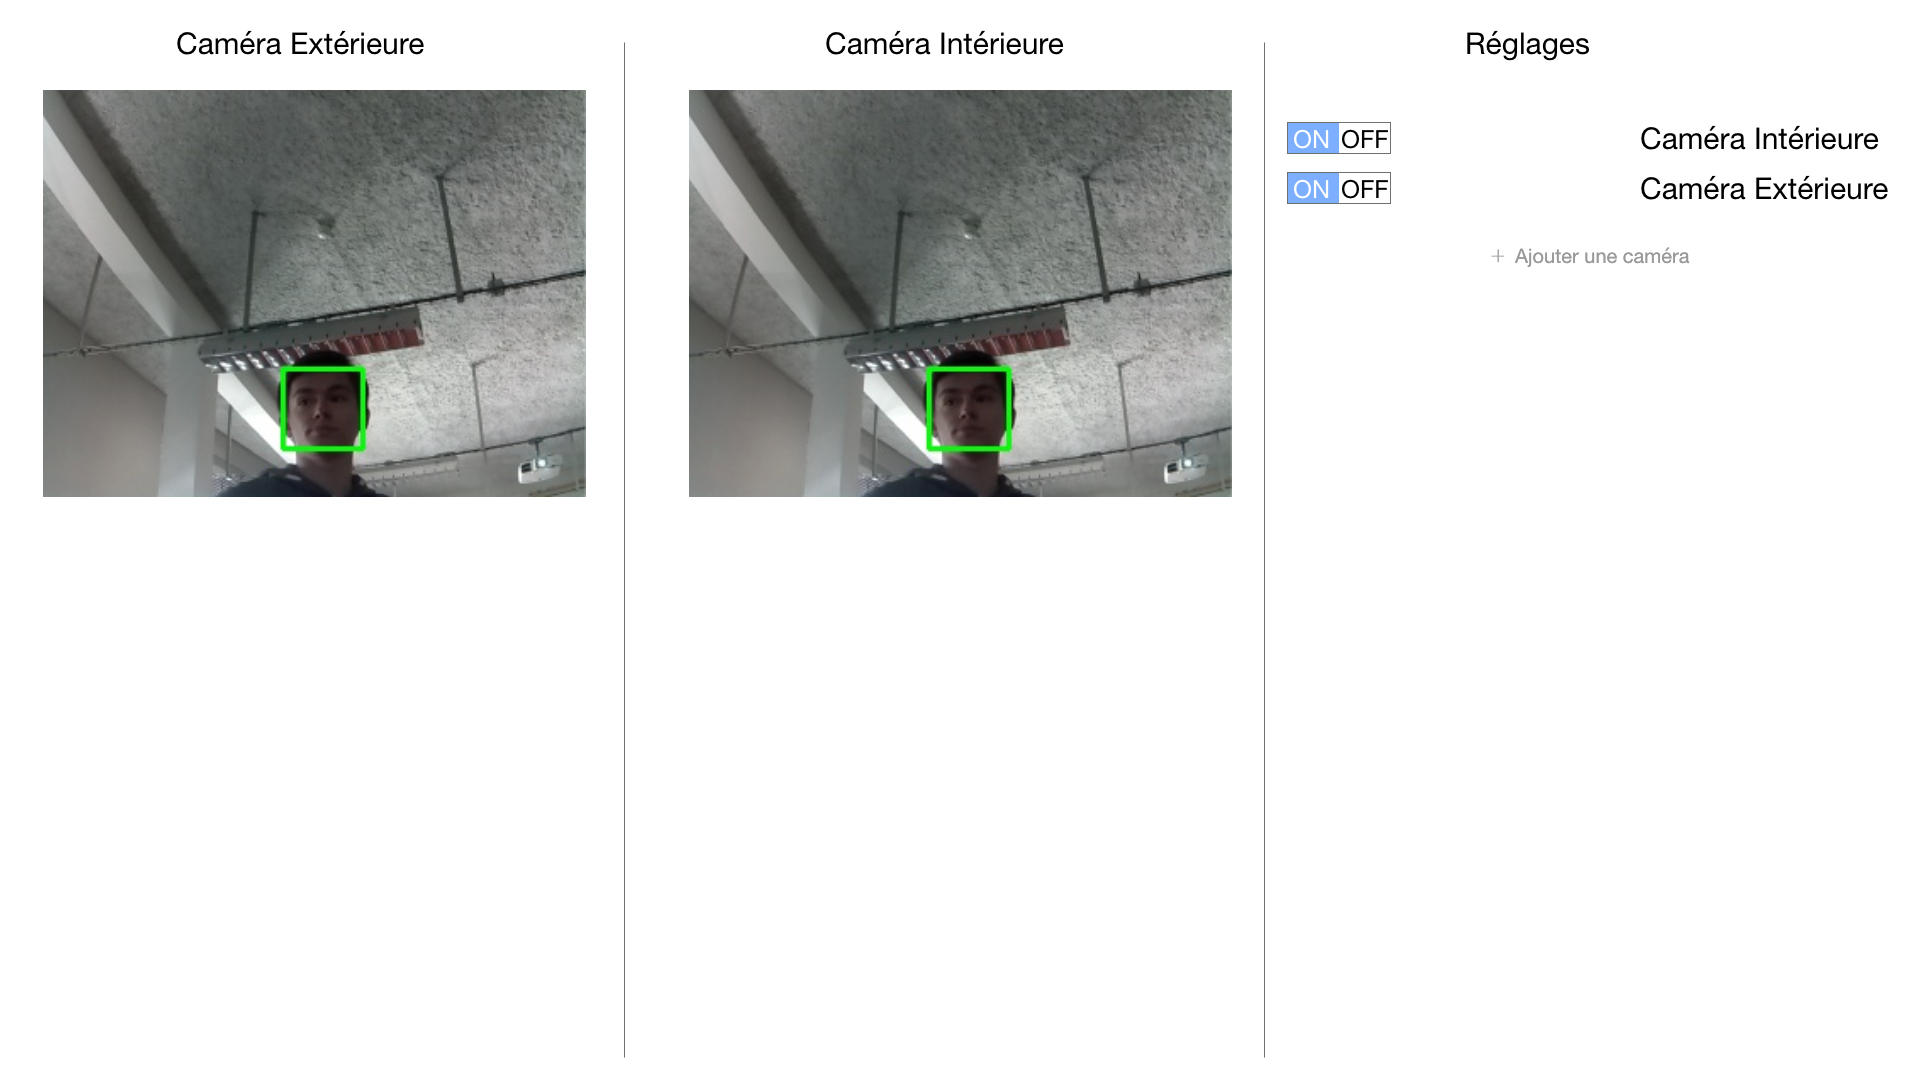 Caméra Extérieure
Caméra Intérieure
Réglages
ON OFF Caméra Intérieure
ON OFF Caméra Extérieure
+ Ajouter une caméra